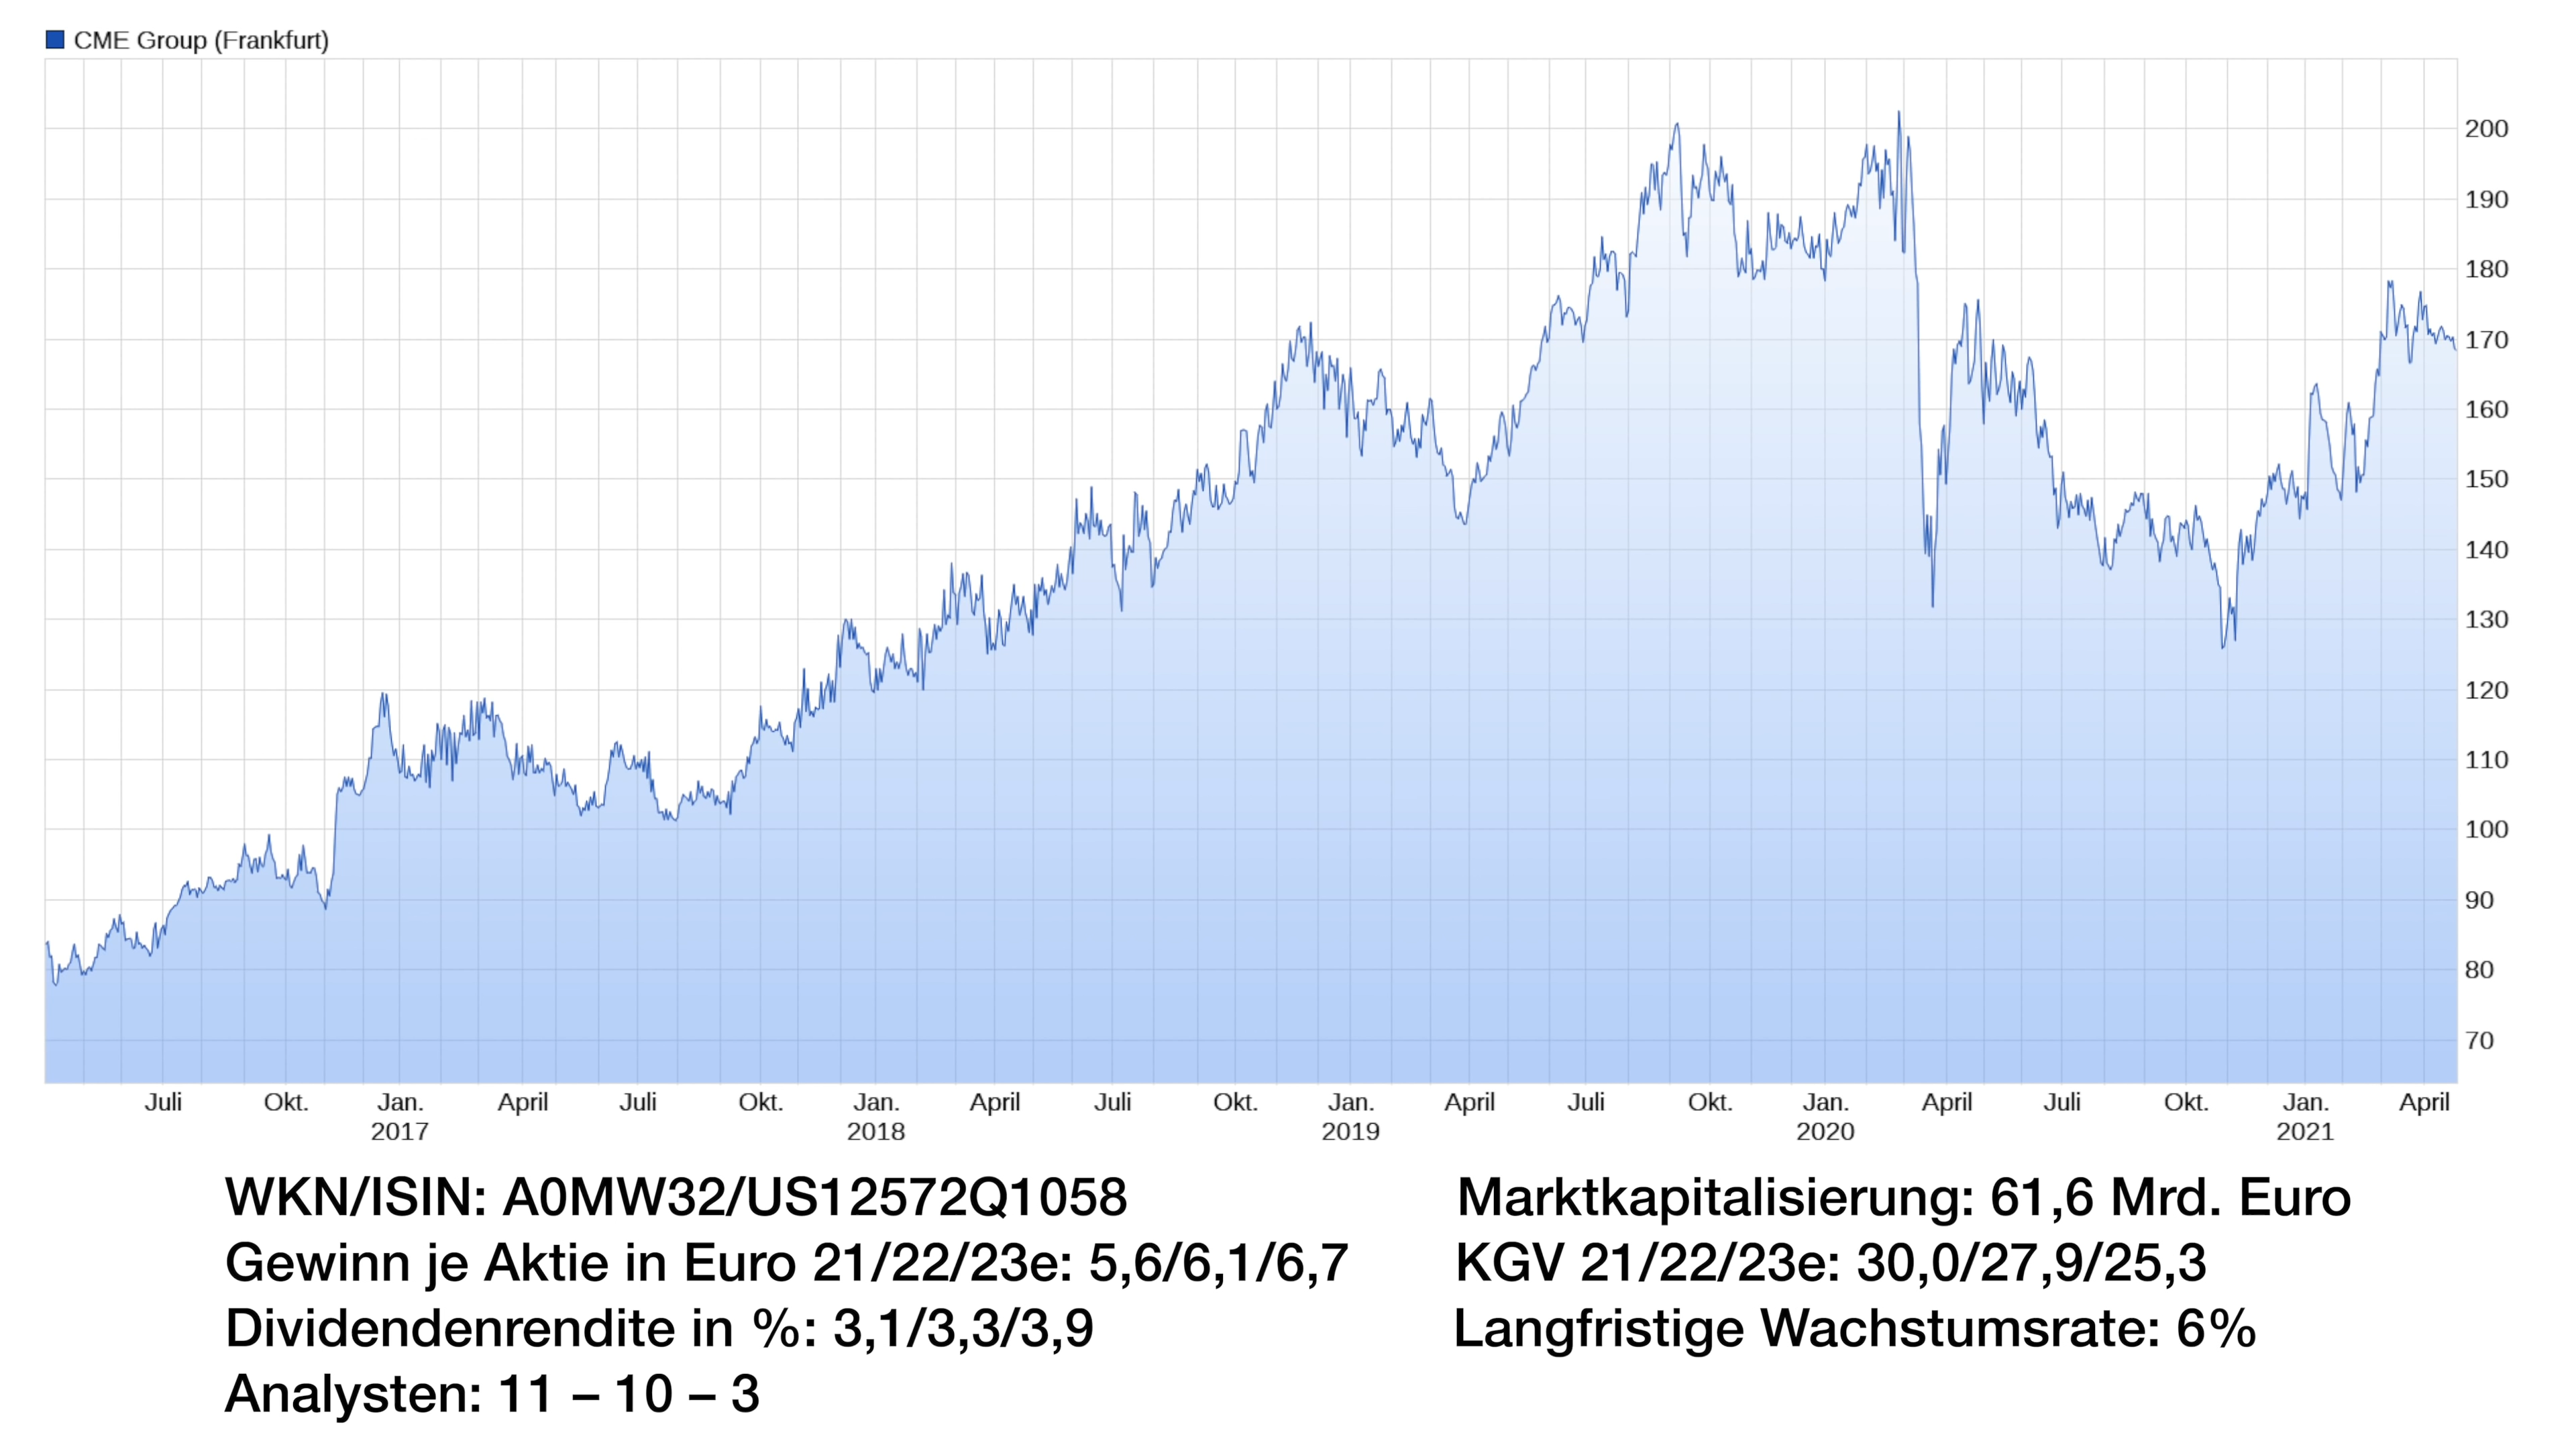 CME Group (Frankfurt)
200
190
180
170
160
150
140
130
120
110
100
90
80
70
Juli Okt. Jan. April Juli Okt. Jan. April Juli Okt. Jan. April Juli Okt. Jan. April Juli Okt. Jan. April
2017 2018 2019 2020 2021
WKN/ISIN: A0MW32/US12572Q1058
Gewinn je Aktie in Euro 21/22/23e: 5,6/6,1/6,7
Dividendenrendite in %: 3,1/3,3/3,9
Analysten: 11 – 10 – 3
Marktkapitalisierung: 61,6 Mrd. Euro
KGV 21/22/23e: 30,0/27,9/25,3
Langfristige Wachstumsrate: 6%